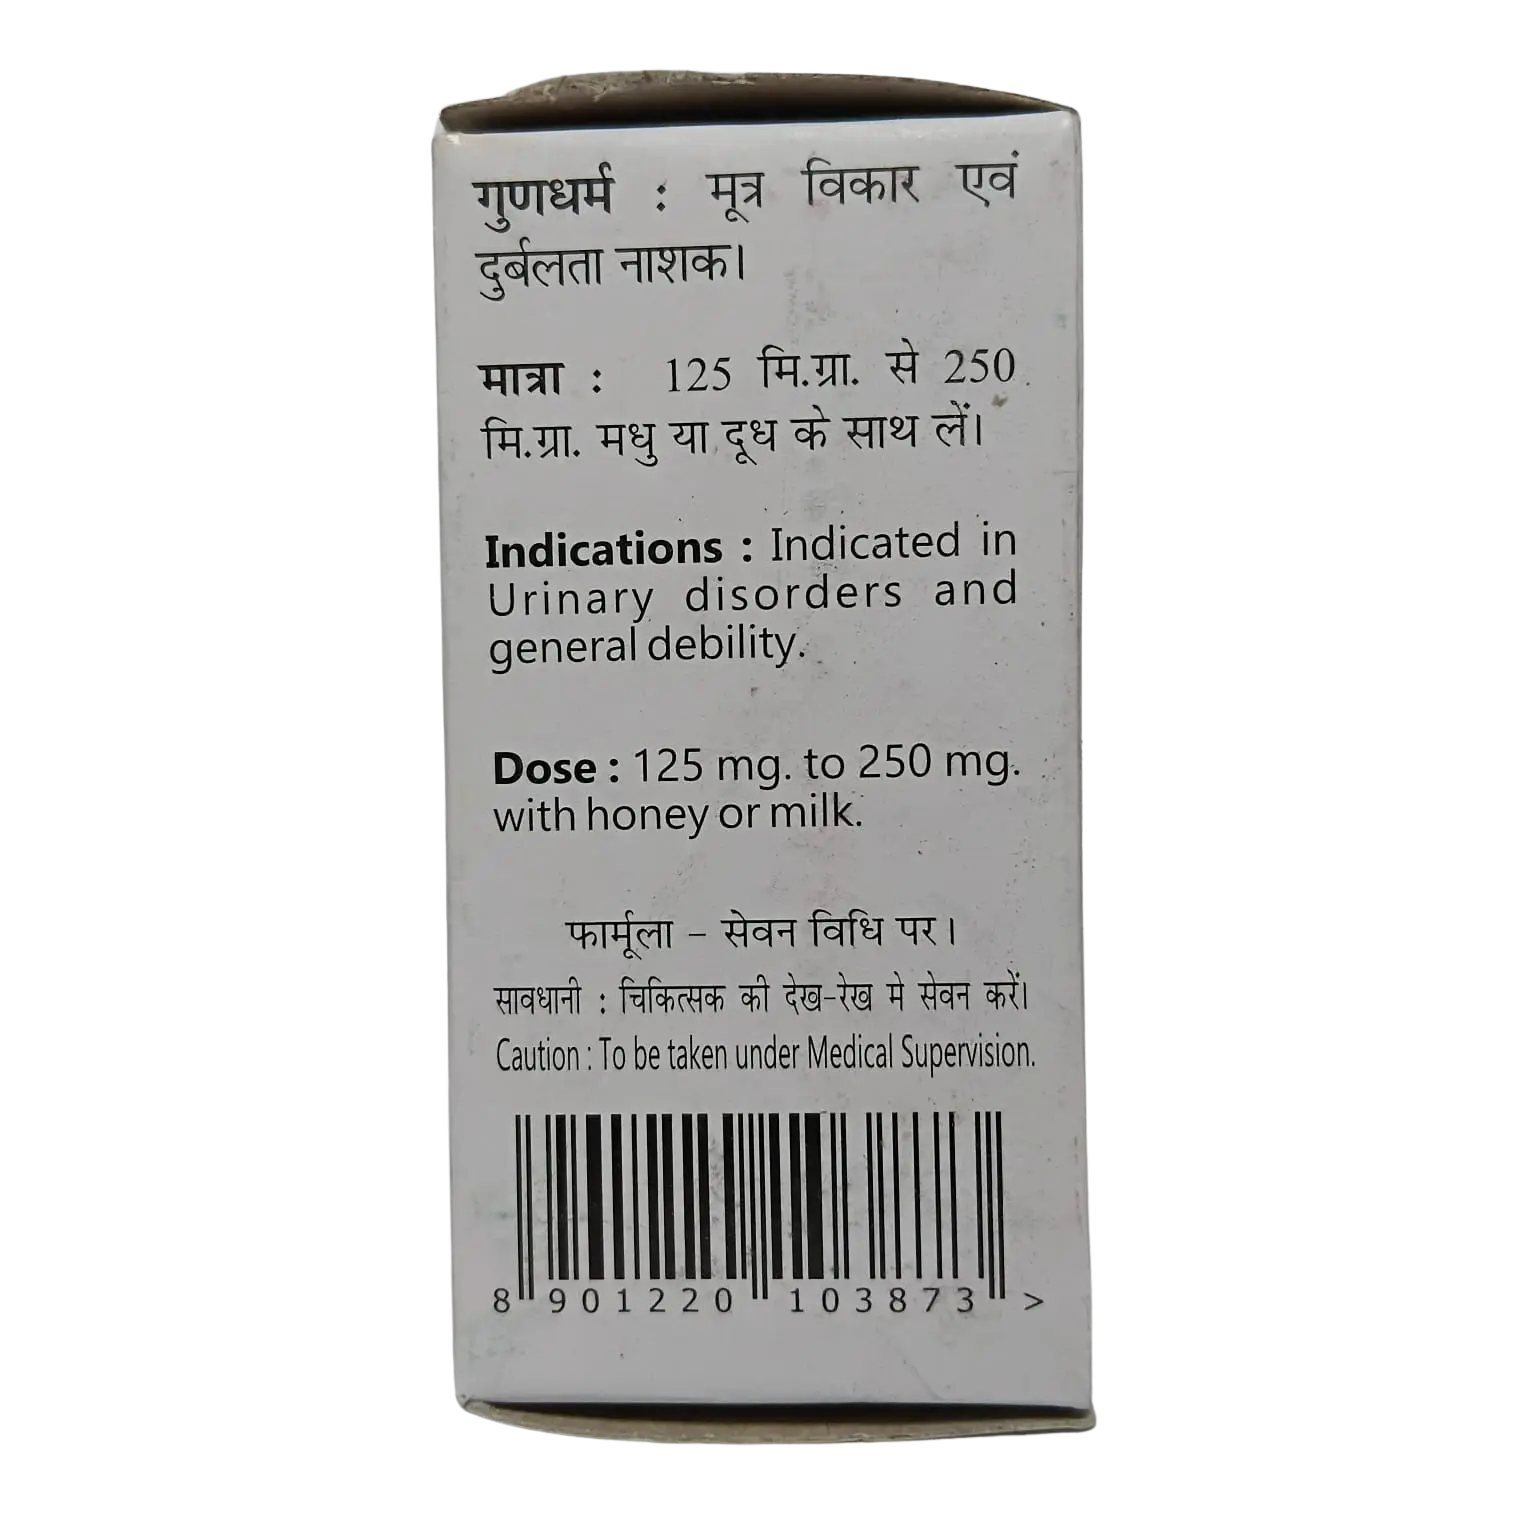 गुणधर्म : मूत्र विकार एवं
दुर्बलता नाशक।
मात्रा : 125 मि.ग्रा. से 250
मि.ग्रा. मधु या दूध के साथ लें।
Indications : Indicated in
Urinary disorders and
general debility.
Dose : 125 mg. to 250 mg.
with honey or milk.
फार्मूला – सेवन विधि पर।
सावधानी : चिकित्सक की देख-रेख मे सेवन करें।
Caution : To be taken under Medical Supervision.
8 901220 103873 >